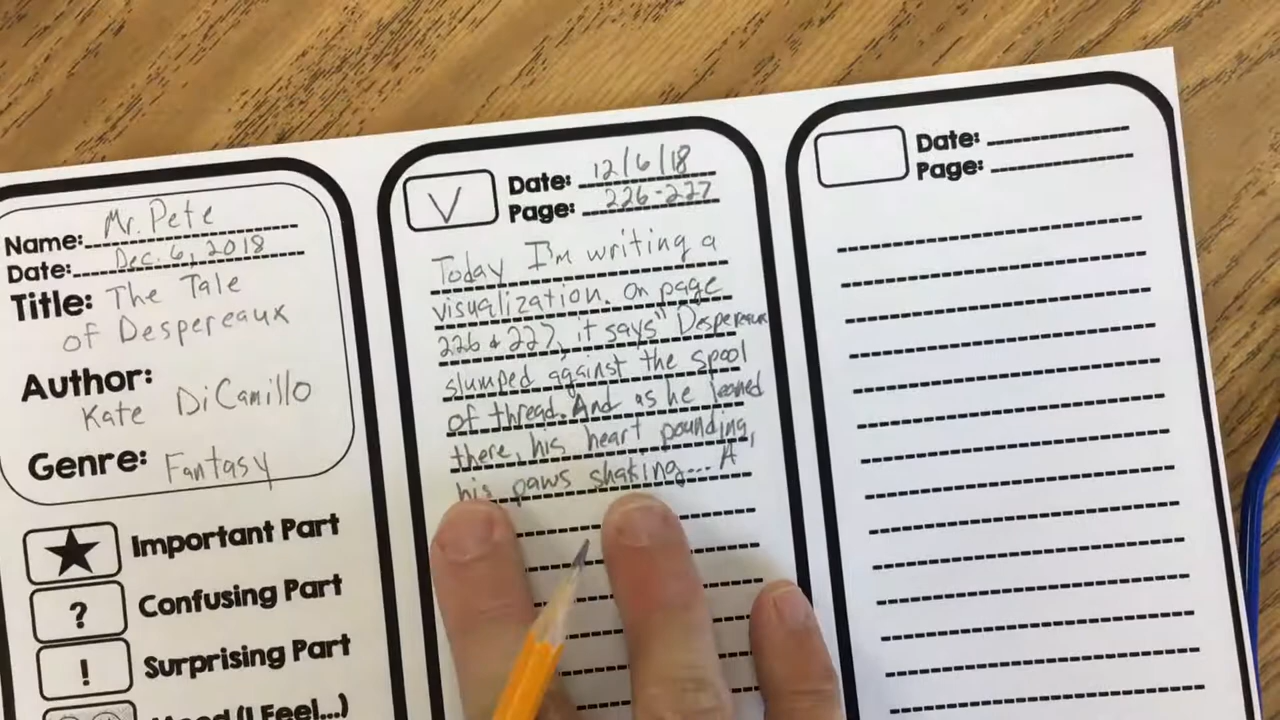 Name: Mr. Pete
Date: Dec. 6, 2018
Title: The Tale
of Despereaux
Author:
Kate DiCamillo
Genre: Fantasy
Important Part
?
Confusing Part
!
Surprising Part
Mood (I Feel...)
V
Date: 12/6/18
Page: 226-227
Today I'm writing a
visualization. On page
226 & 227, it says" Despereaux
slumped against the spool
of thread. And as he leaned
there, his heart pounding,
his paws shaking... A
Date:
Page: